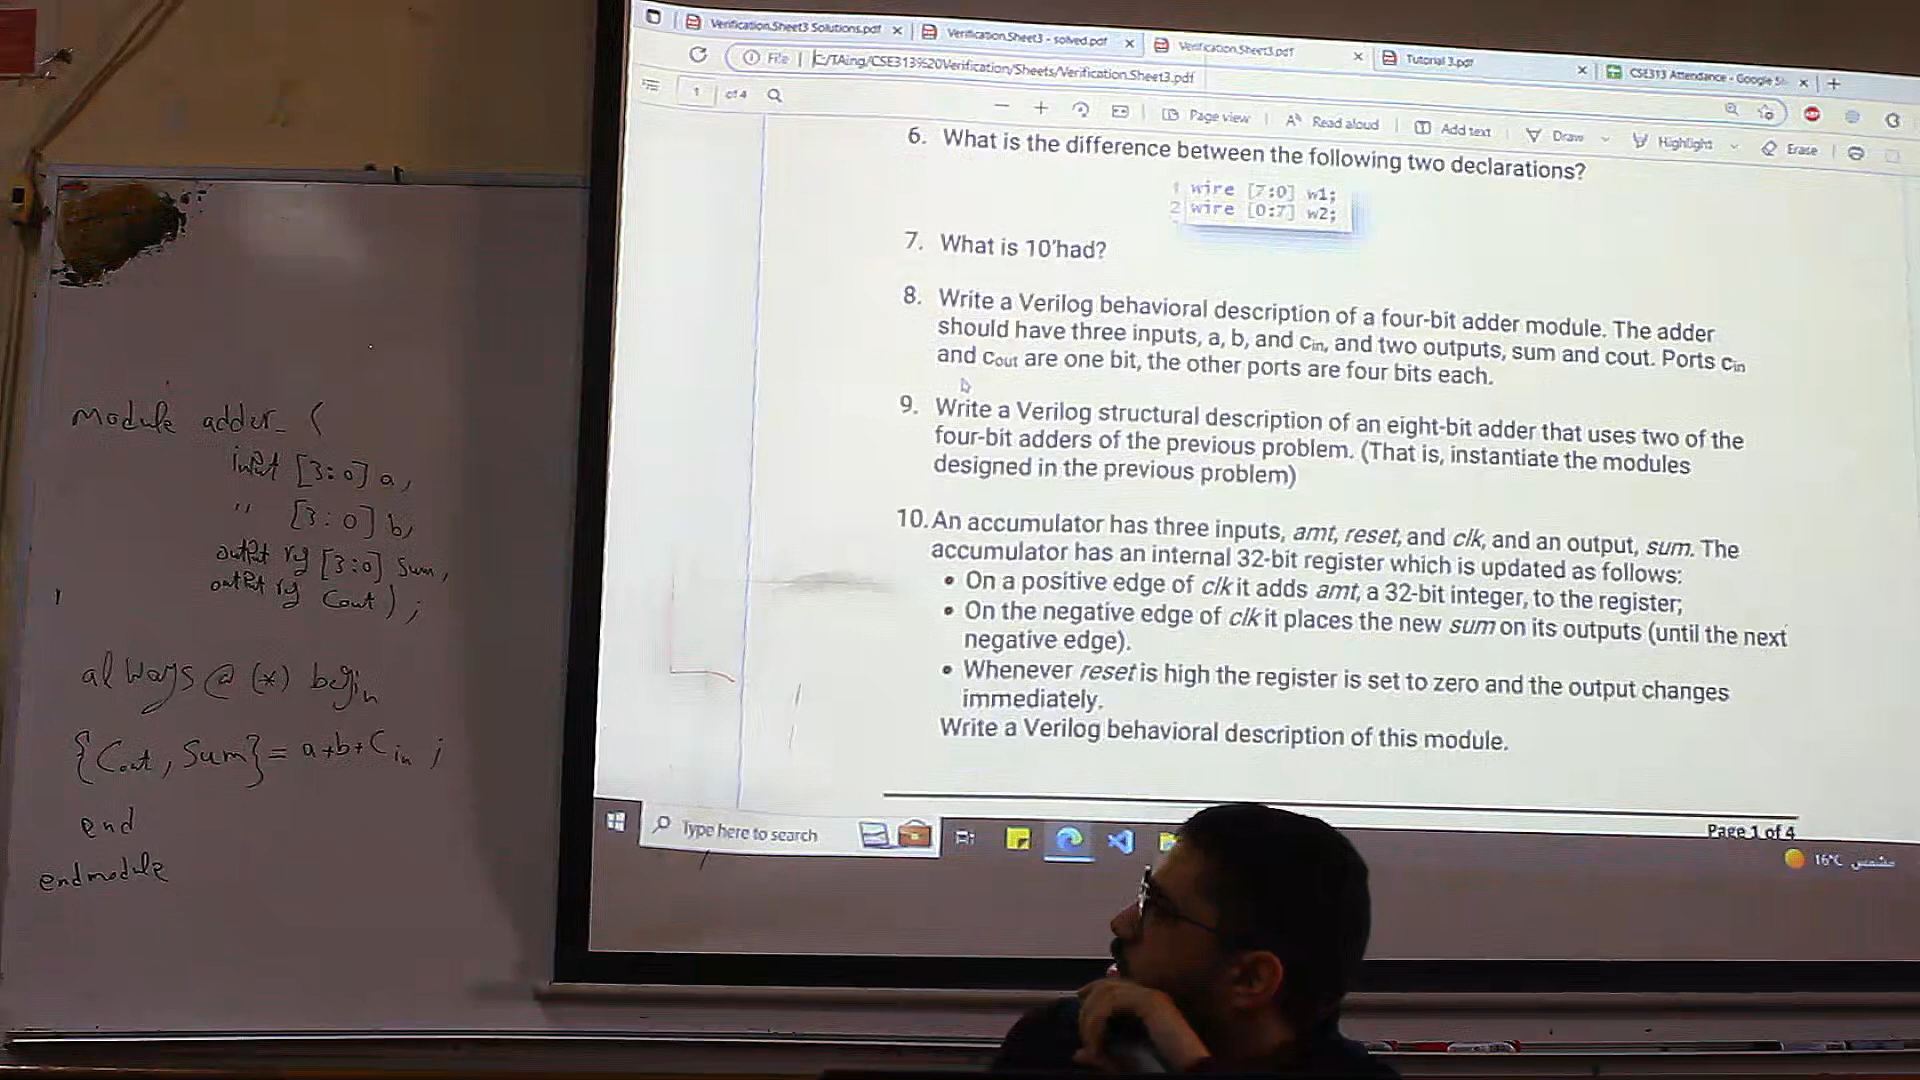 Verification.Sheet3 Solutions.pdf
Verification.Sheet3 - solved.pdf
Verification.Sheet3.pdf
Tutorial 3.pdf
CSE313 Attendance - Google S
File | C:/TAing/CSE313%20Verification/Sheets/Verification.Sheet3.pdf
1 of 4
Page view
Read aloud
Add text
Draw
Highlight
Erase
6. What is the difference between the following two declarations?
1 wire [7:0] w1;
2 wire [0:7] w2;
7. What is 10'had?
8. Write a Verilog behavioral description of a four-bit adder module. The adder
should have three inputs, a, b, and cin, and two outputs, sum and cout. Ports cin
and cout are one bit, the other ports are four bits each.
9. Write a Verilog structural description of an eight-bit adder that uses two of the
four-bit adders of the previous problem. (That is, instantiate the modules
designed in the previous problem)
10. An accumulator has three inputs, amt, reset, and clk, and an output, sum. The
accumulator has an internal 32-bit register which is updated as follows:
• On a positive edge of clk it adds amt, a 32-bit integer, to the register;
• On the negative edge of clk it places the new sum on its outputs (until the next
negative edge).
• Whenever reset is high the register is set to zero and the output changes
immediately.
Write a Verilog behavioral description of this module.
Page 1 of 4
Type here to search
16°C مشمس
module adder_ (
input [3:0] a,
" [3:0] b,
output reg [3:0] Sum,
output reg Cout) ;
always @ (*) begin
{Cout, Sum} = a+b+Cin ;
end
endmodule